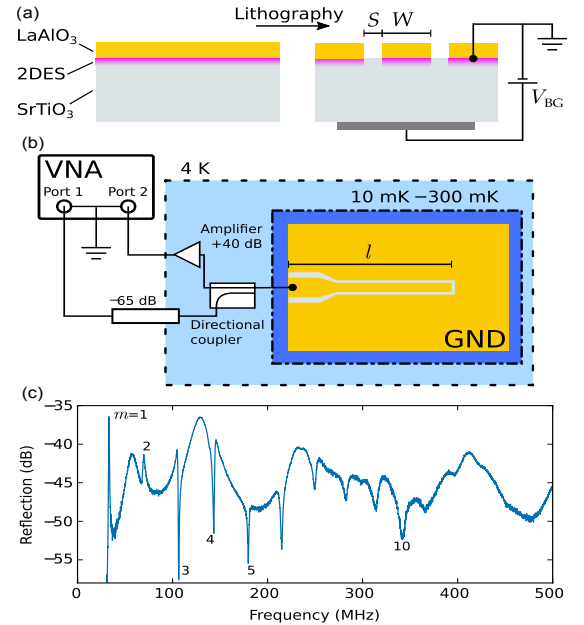 (a)
Lithography
S W
LaAlO₃
2DES
SrTiO₃
V_BG
(b)
VNA
Port 1 Port 2
4 K
10 mK −300 mK
Amplifier
+40 dB
−65 dB
Directional
coupler
l
GND
(c)
−35
−40
−45
−50
−55
Reflection (dB)
m=1
2
3
4
5
10
0 100 200 300 400 500
Frequency (MHz)